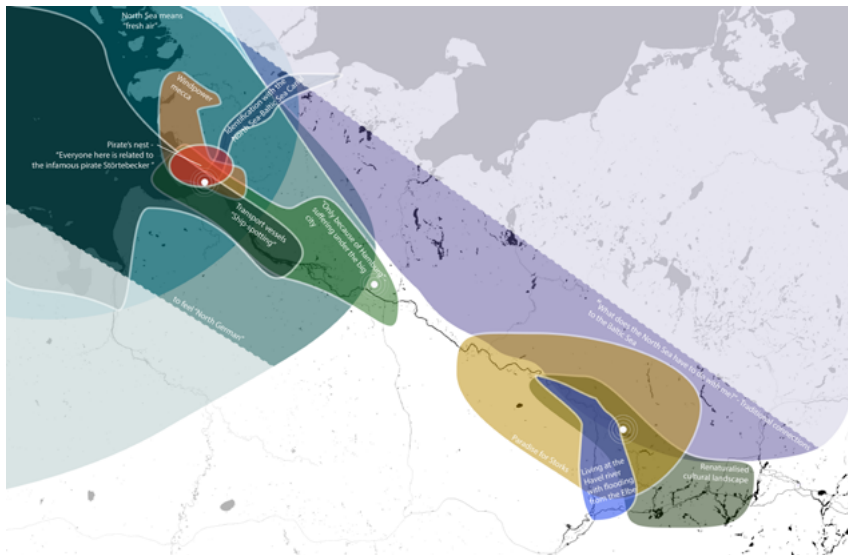 North Sea means
"fresh air"
Windpower
mecca
Identification with the
North Sea-Baltic Sea Canal
Pirate's nest -
"Everyone here is related to
the infamous pirate Störtebecker "
Transport vessels
"Ship spotting"
"Only because of Hamburg"
suffering under the big
city
to feel "North German"
"What does the North Sea have to do with me?" - Traditional connections
to the Baltic Sea
Paradise for Storks
Living at the
Havel river
with flooding
from the Elbe
Renaturalised
cultural landscape